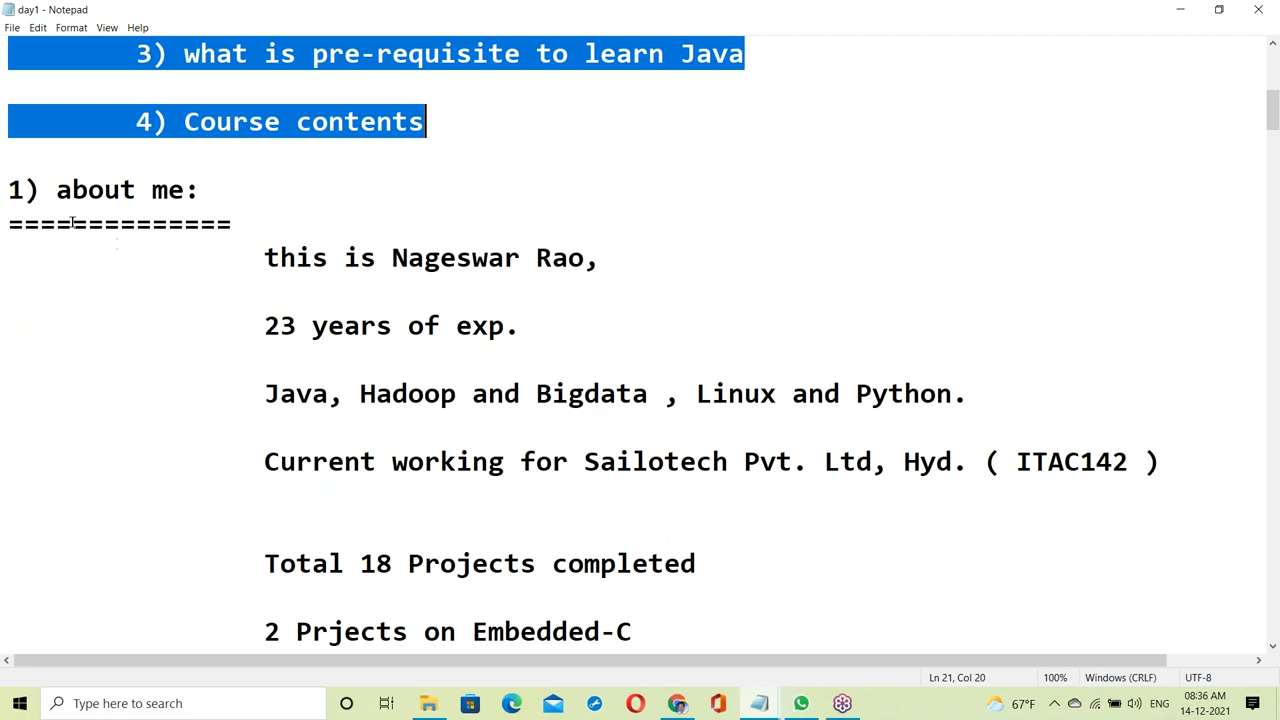 day1 - Notepad
File Edit Format View Help
3) what is pre-requisite to learn Java
4) Course contents
1) about me:
==============
this is Nageswar Rao,
23 years of exp.
Java, Hadoop and Bigdata , Linux and Python.
Current working for Sailotech Pvt. Ltd, Hyd. ( ITAC142 )
Total 18 Projects completed
2 Prjects on Embedded-C
Ln 21, Col 20 100% Windows (CRLF) UTF-8
Type here to search 67°F ENG 08:36 AM
14-12-2021